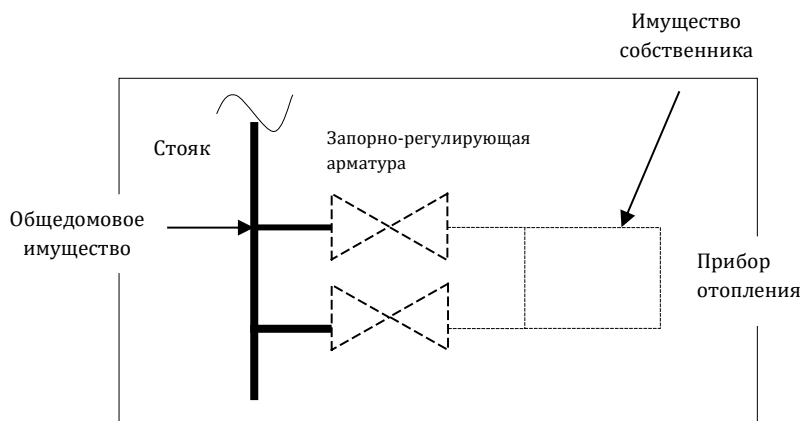 Имущество
собственника
Стояк
Запорно-регулирующая
арматура
Общедомовое
имущество
Прибор
отопления